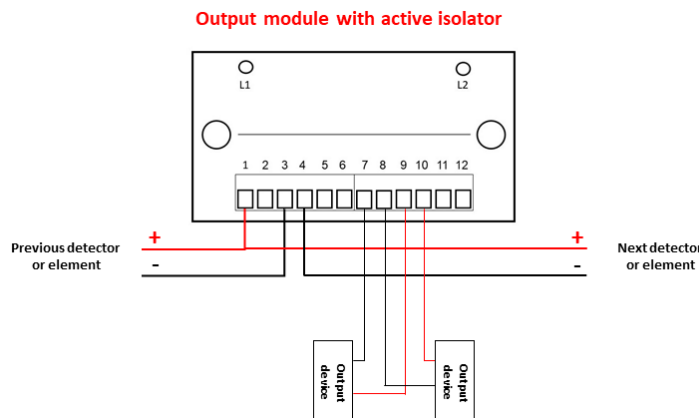 Output module with active isolator
L1
L2
1 2 3 4 5 6 7 8 9 10 11 12
+
+
Previous detector
or element
Next detector
or element
-
-
Output
device
Output
device